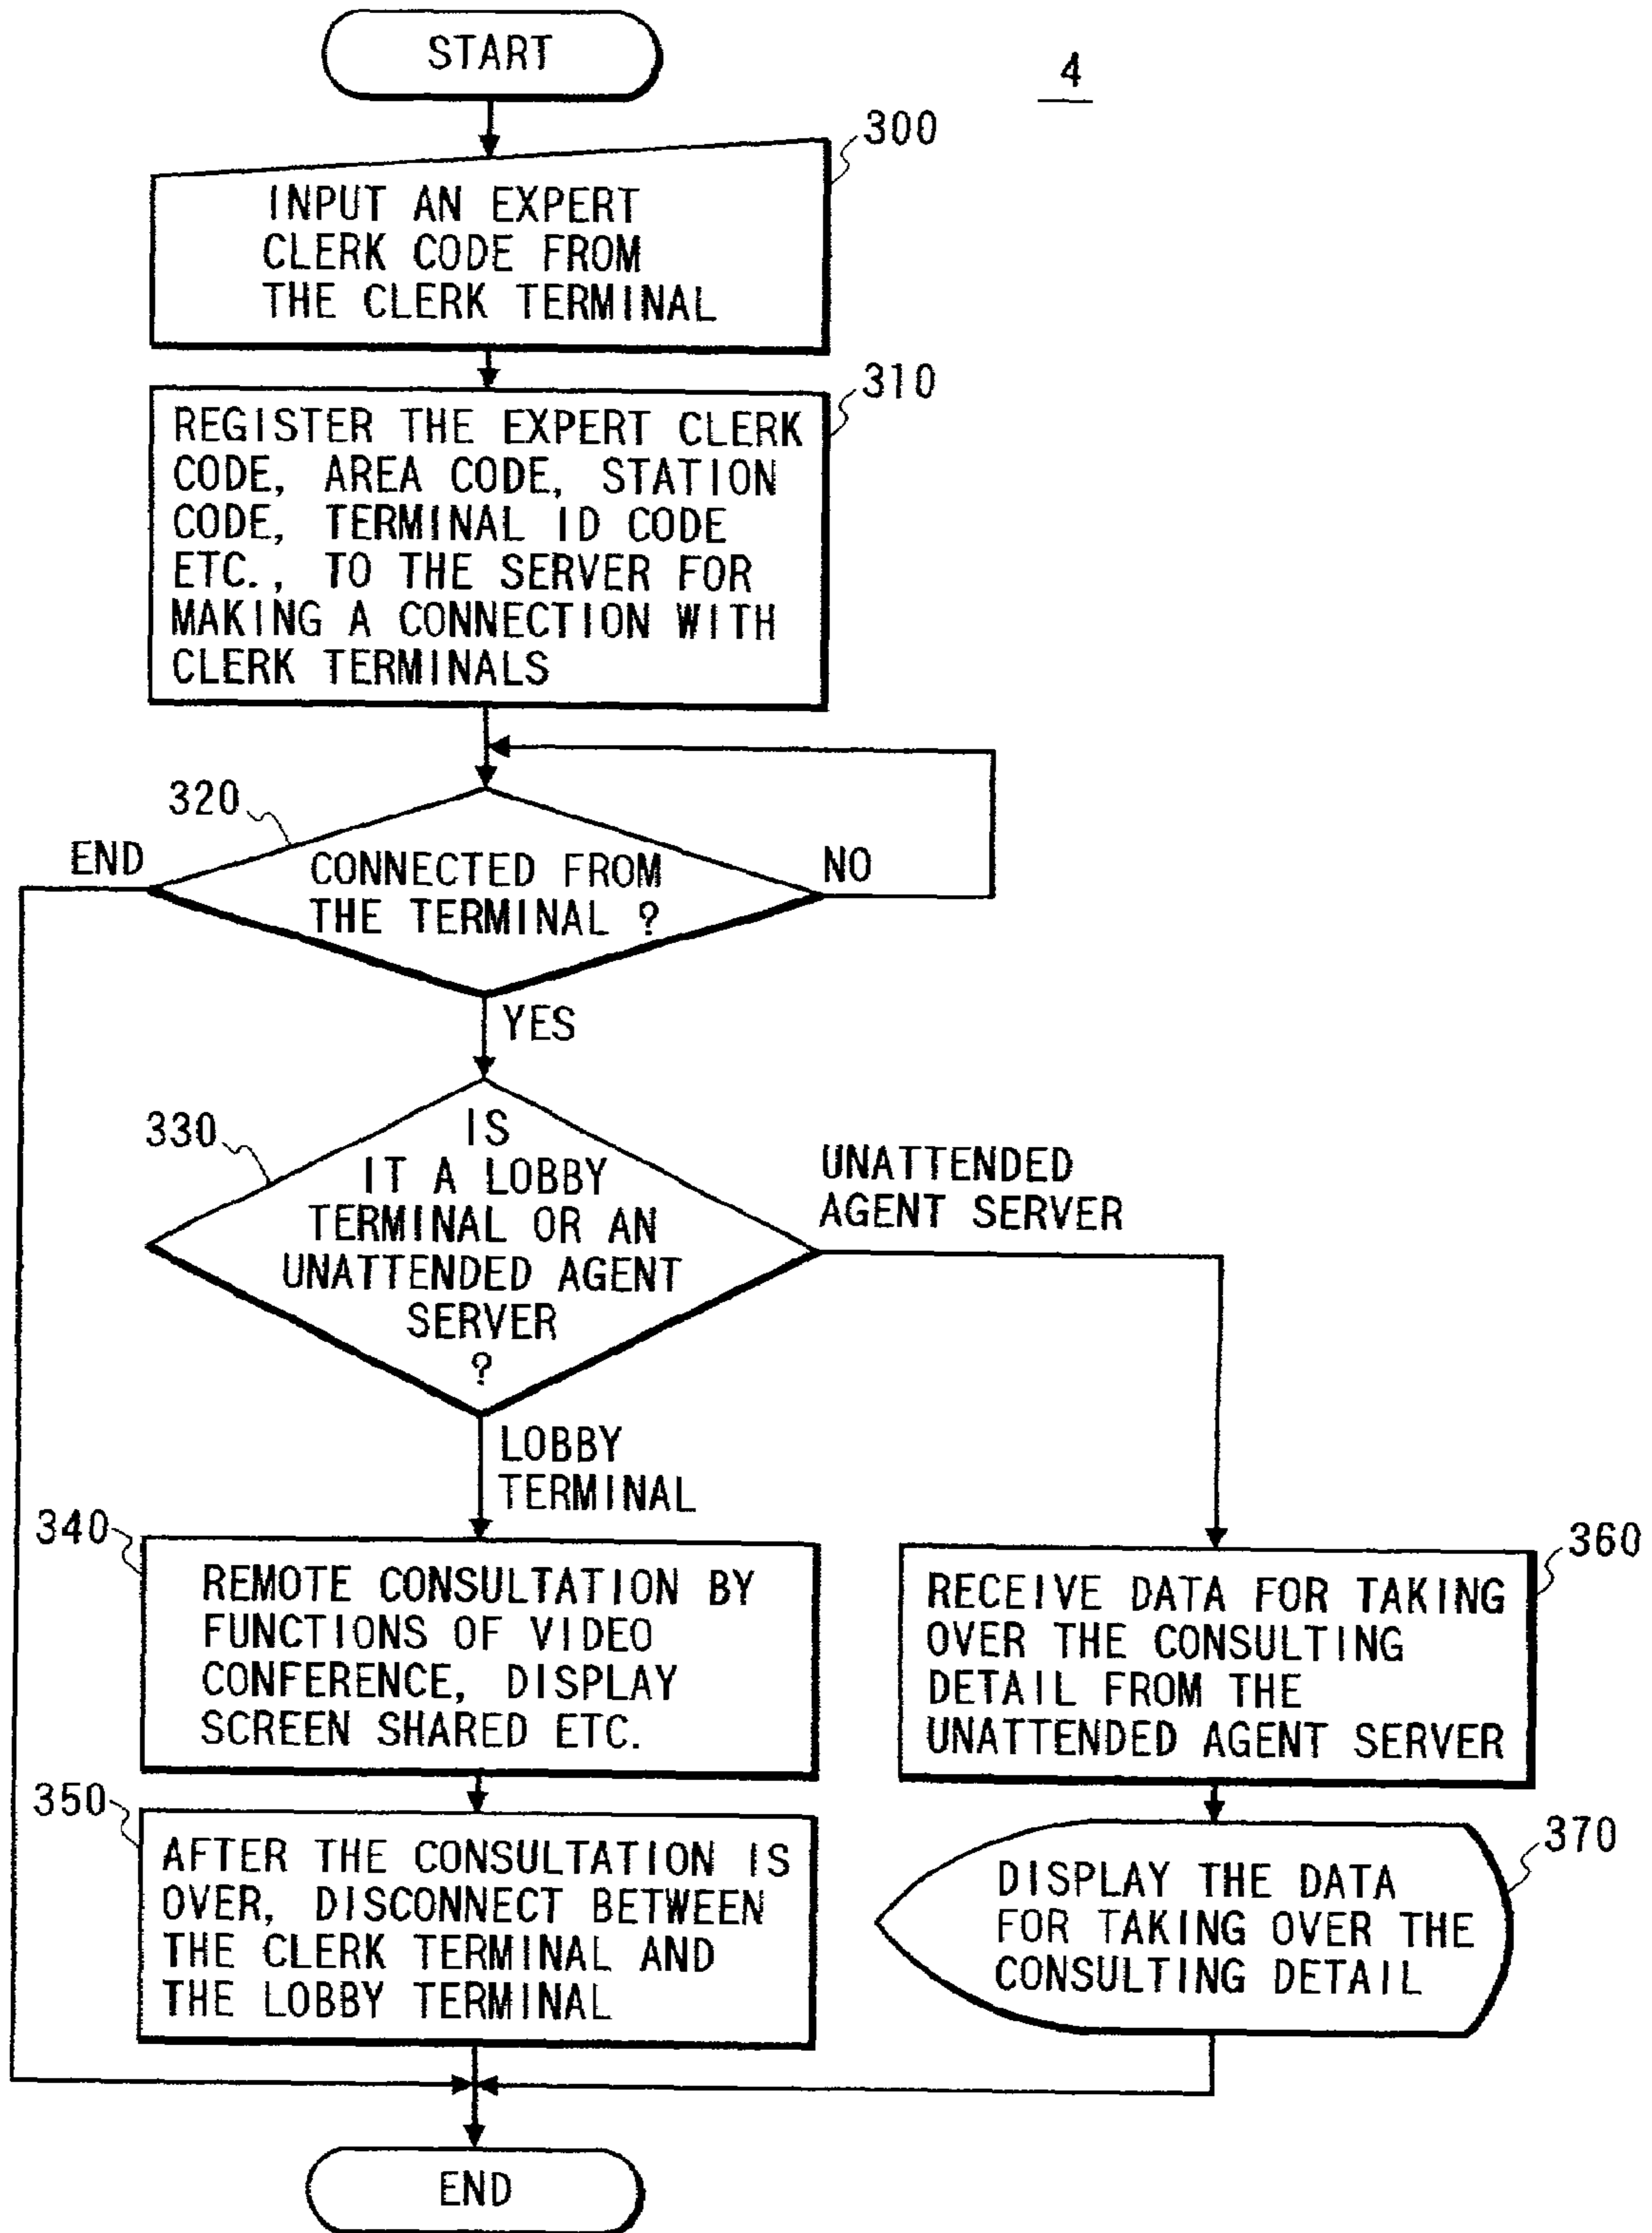 START
4
300
INPUT AN EXPERT
CLERK CODE FROM
THE CLERK TERMINAL
310
REGISTER THE EXPERT CLERK
CODE, AREA CODE, STATION
CODE, TERMINAL ID CODE
ETC., TO THE SERVER FOR
MAKING A CONNECTION WITH
CLERK TERMINALS
320
END
CONNECTED FROM
THE TERMINAL ?
NO
YES
330
IS
IT A LOBBY
TERMINAL OR AN
UNATTENDED AGENT
SERVER
?
UNATTENDED
AGENT SERVER
LOBBY
TERMINAL
340
REMOTE CONSULTATION BY
FUNCTIONS OF VIDEO
CONFERENCE, DISPLAY
SCREEN SHARED ETC.
360
RECEIVE DATA FOR TAKING
OVER THE CONSULTING
DETAIL FROM THE
UNATTENDED AGENT SERVER
350
AFTER THE CONSULTATION IS
OVER, DISCONNECT BETWEEN
THE CLERK TERMINAL AND
THE LOBBY TERMINAL
370
DISPLAY THE DATA
FOR TAKING OVER THE
CONSULTING DETAIL
END